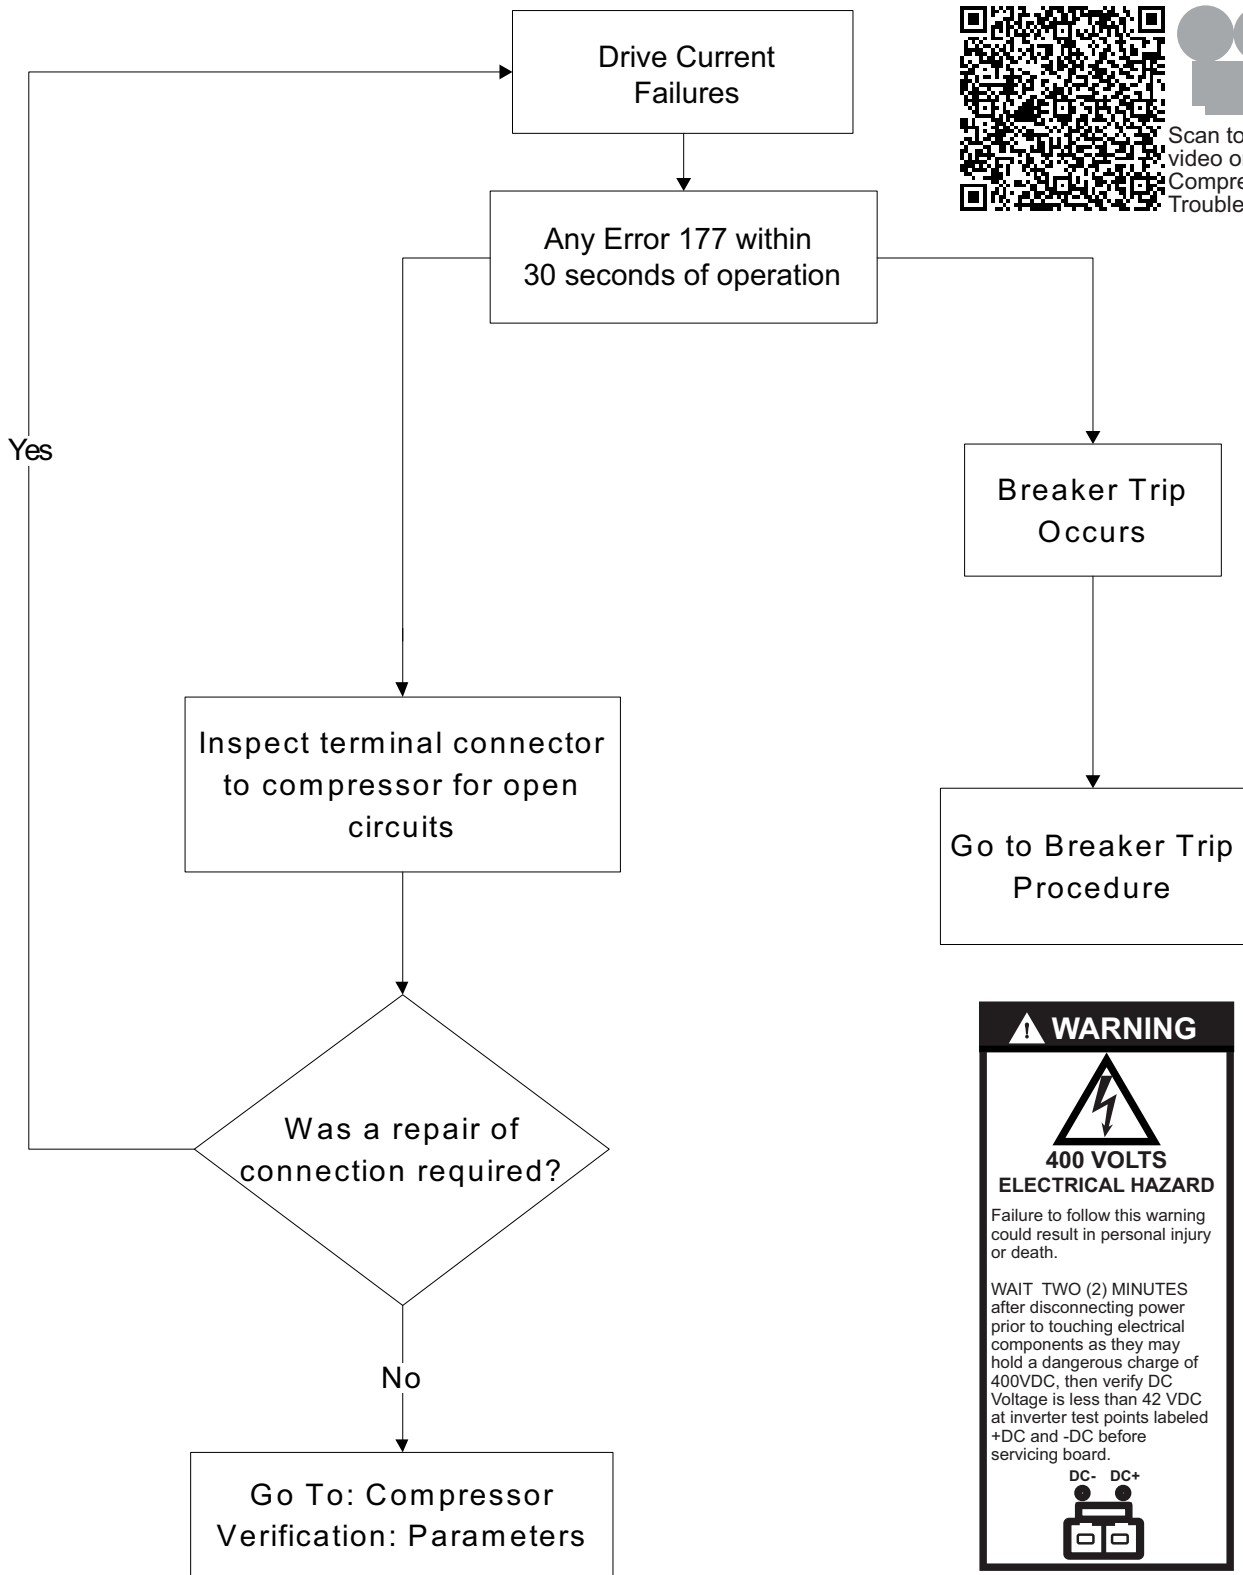 Drive Current
Failures
Scan to
video
Trouble
Any Error 177 within
30 seconds of operation
Yes
Breaker Trip
Occurs
Inspect terminal connector
to compressor for open
circuits
Go to Breaker Trip
Procedure
WARNING
400 VOLTS
ELECTRICAL HAZARD
Failure to follow this warning
could result in personal injury
or death.
WAIT TWO (2) MINUTES
after disconnecting power
prior to touching electrical
components as they may
hold a dangerous charge of
400VDC, then verify DC
Voltage is less than 42 VDC
at inverter test points labeled
+DC and -DC before
servicing board.
DC- DC+
Was a repair of
connection required?
No
Go To: Compressor
Verification: Parameters